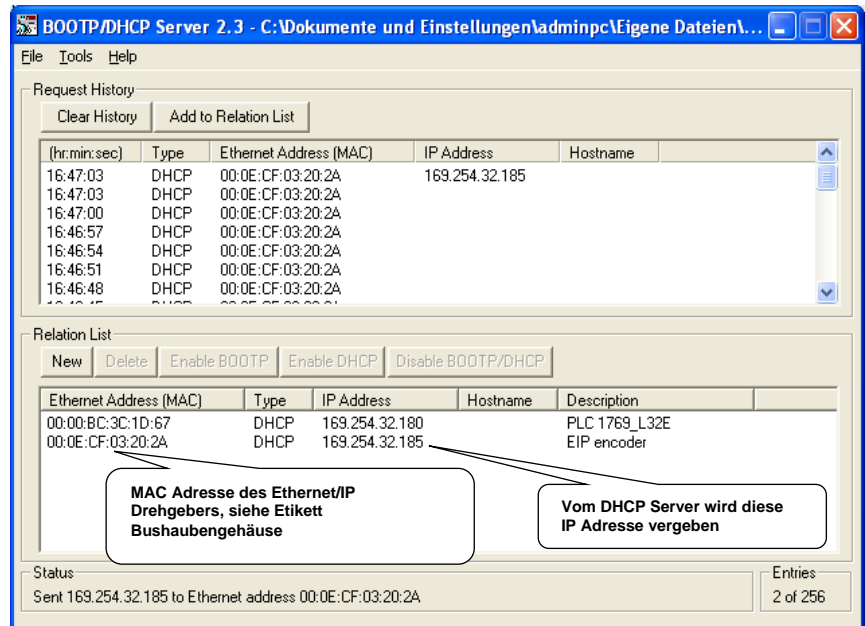 BOOTP/DHCP Server 2.3 - C:\Dokumente und Einstellungen\adminpc\Eigene Dateien\...
File Tools Help
Request History
Clear History Add to Relation List
(hr:min:sec) Type Ethernet Address (MAC) IP Address Hostname
16:47:03 DHCP 00:0E:CF:03:20:2A 169.254.32.185
16:47:03 DHCP 00:0E:CF:03:20:2A
16:47:00 DHCP 00:0E:CF:03:20:2A
16:46:57 DHCP 00:0E:CF:03:20:2A
16:46:54 DHCP 00:0E:CF:03:20:2A
16:46:51 DHCP 00:0E:CF:03:20:2A
16:46:48 DHCP 00:0E:CF:03:20:2A
Relation List
New Delete Enable BOOTP Enable DHCP Disable BOOTP/DHCP
Ethernet Address (MAC) Type IP Address Hostname Description
00:00:BC:3C:1D:67 DHCP 169.254.32.180 PLC 1769_L32E
00:0E:CF:03:20:2A DHCP 169.254.32.185 EIP encoder
MAC Adresse des Ethernet/IP
Drehgebers, siehe Etikett
Bushaubengehäuse
Vom DHCP Server wird diese
IP Adresse vergeben
Status
Sent 169.254.32.185 to Ethernet address 00:0E:CF:03:20:2A
Entries
2 of 256